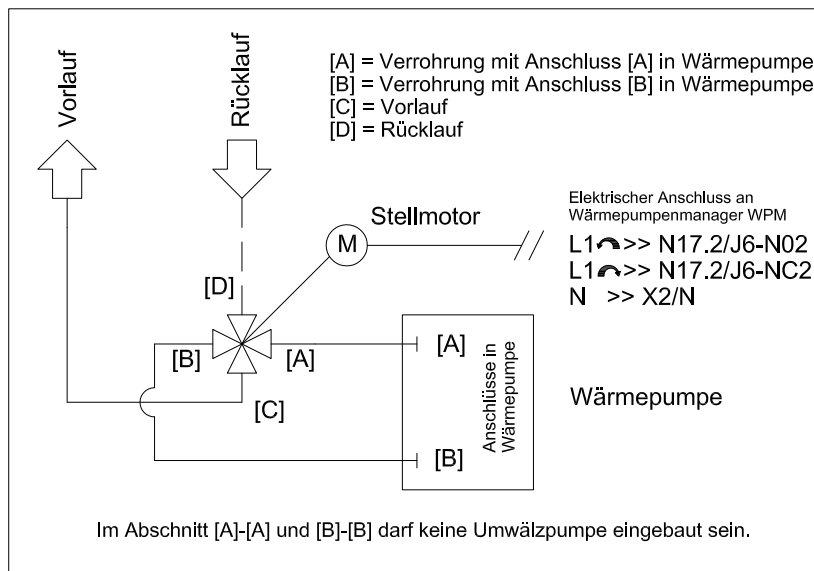 Vorlauf
Rücklauf
[A] = Verrohrung mit Anschluss [A] in Wärmepumpe
[B] = Verrohrung mit Anschluss [B] in Wärmepumpe
[C] = Vorlauf
[D] = Rücklauf
Stellmotor
M
Elektrischer Anschluss an
Wärmepumpenmanager WPM
L1 >> N17.2/J6-N02
L1 >> N17.2/J6-NC2
N >> X2/N
[D]
[B]
[A]
[C]
[A]
[B]
Anschlüsse in
Wärmepumpe
Wärmepumpe
Im Abschnitt [A]-[A] und [B]-[B] darf keine Umwälzpumpe eingebaut sein.